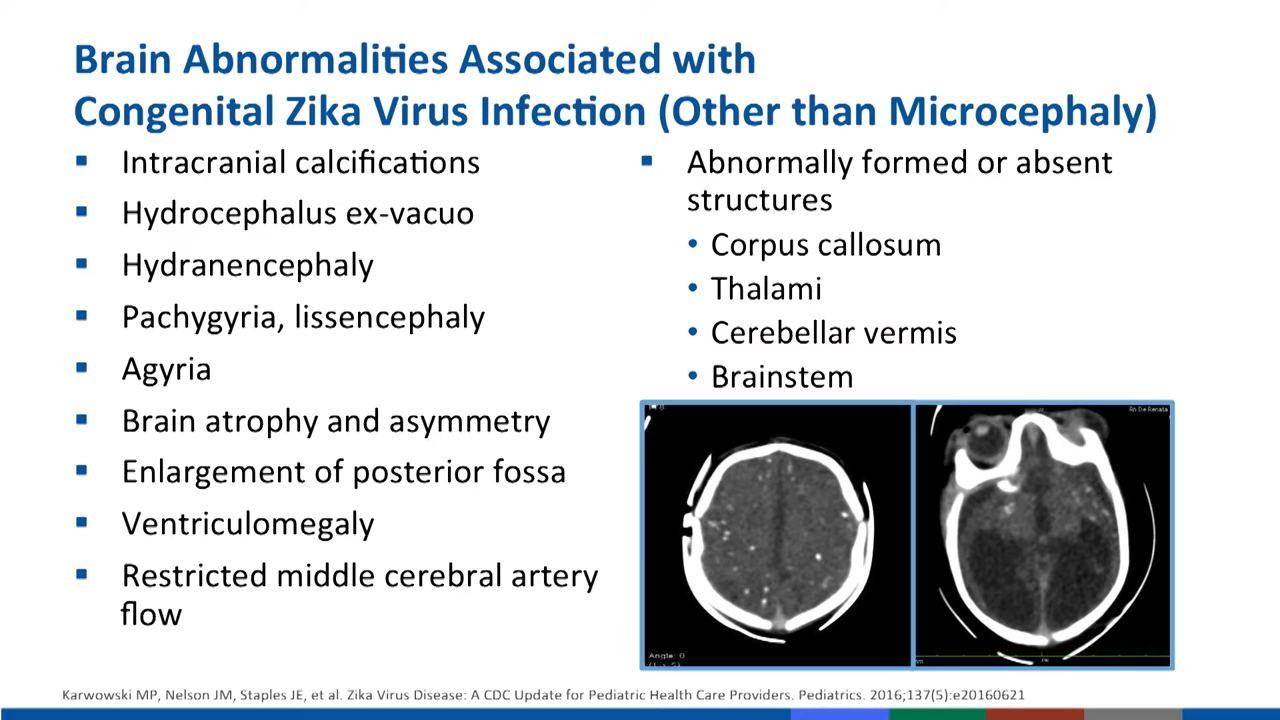 Brain Abnormalities Associated with
Congenital Zika Virus Infection (Other than Microcephaly)
Intracranial calcifications
Hydrocephalus ex-vacuo
Hydranencephaly
Pachygyria, lissencephaly
Agyria
Brain atrophy and asymmetry
Enlargement of posterior fossa
Ventriculomegaly
Restricted middle cerebral artery
flow
Abnormally formed or absent
structures
Corpus callosum
Thalami
Cerebellar vermis
Brainstem
Rn De Renata
Angle: 0
Karwowski MP, Nelson JM, Staples JE, et al. Zika Virus Disease: A CDC Update for Pediatric Health Care Providers. Pediatrics. 2016;137(5):e20160621